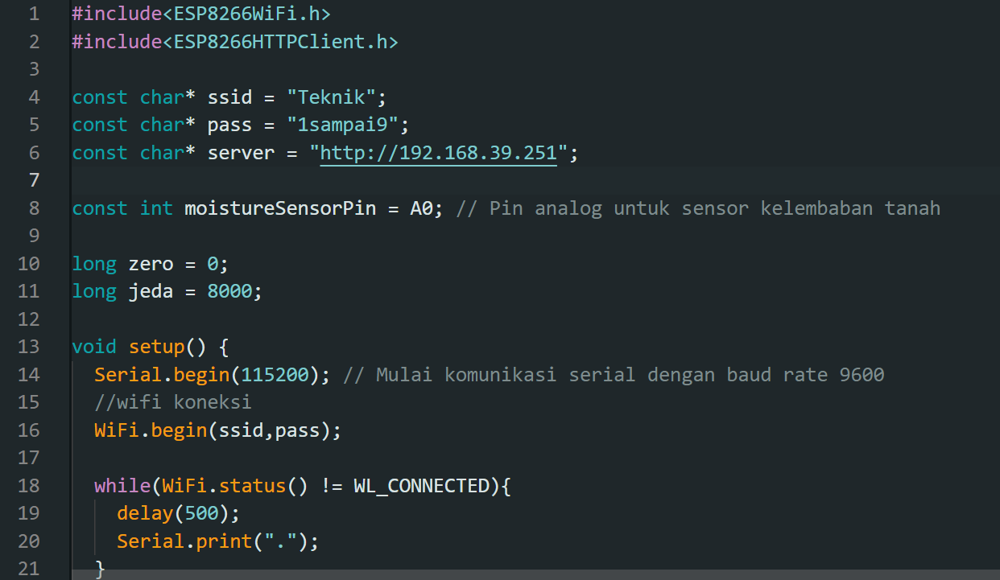 1 #include<ESP8266WiFi.h>
2 #include<ESP8266HTTPClient.h>
3
4 const char* ssid = "Teknik";
5 const char* pass = "1sampai9";
6 const char* server = "http://192.168.39.251";
7
8 const int moistureSensorPin = A0; // Pin analog untuk sensor kelembaban tanah
9
10 long zero = 0;
11 long jeda = 8000;
12
13 void setup() {
14   Serial.begin(115200); // Mulai komunikasi serial dengan baud rate 9600
15   //wifi koneksi
16   WiFi.begin(ssid,pass);
17
18   while(WiFi.status() != WL_CONNECTED){
19     delay(500);
20     Serial.print(".");
21   }